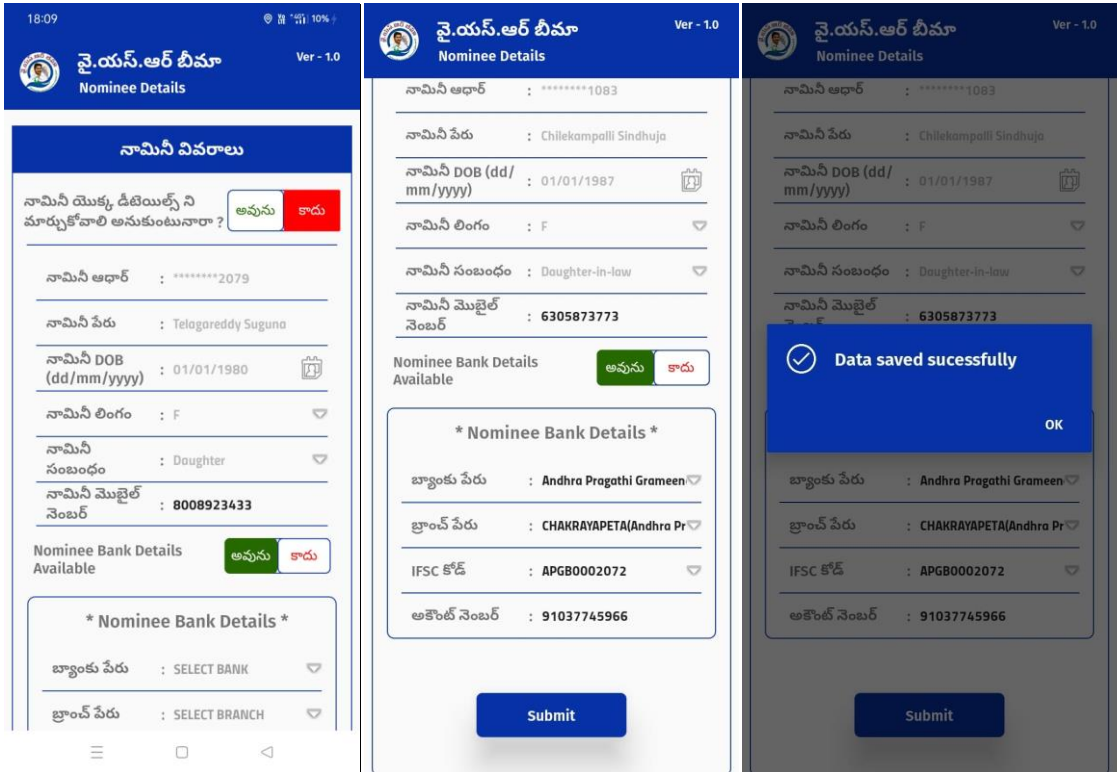 18:09
10%
వై.యస్.ఆర్ బీమా
Ver - 1.0
Nominee Details
నామినీ వివరాలు
నామినీ యొక్క డీటెయిల్స్ ని
మార్చుకోవాలి అనుకుంటునారా ?
అవును
కాదు
నామినీ ఆధార్ : ********2079
నామినీ పేరు : Telagareddy Suguna
నామినీ DOB
(dd/mm/yyyy) : 01/01/1980
నామినీ లింగం : F
నామినీ
సంబంధం : Daughter
నామినీ మొబైల్
నెంబర్ : 8008923433
Nominee Bank Details
Available
అవును
కాదు
* Nominee Bank Details *
బ్యాంకు పేరు : SELECT BANK
బ్రాంచ్ పేరు : SELECT BRANCH
వై.యస్.ఆర్ బీమా
Ver - 1.0
Nominee Details
నామినీ ఆధార్ : ********1083
నామినీ పేరు : Chilekampalli Sindhuja
నామినీ DOB (dd/
mm/yyyy) : 01/01/1987
నామినీ లింగం : F
నామినీ సంబంధం : Daughter-in-law
నామినీ మొబైల్
నెంబర్ : 6305873773
Nominee Bank Details
Available
అవును
కాదు
* Nominee Bank Details *
బ్యాంకు పేరు : Andhra Pragathi Grameen
బ్రాంచ్ పేరు : CHAKRAYAPETA(Andhra Pr
IFSC కోడ్ : APGB0002072
అకౌంట్ నెంబర్ : 91037745966
Submit
వై.యస్.ఆర్ బీమా
Ver - 1.0
Nominee Details
నామినీ ఆధార్ : ********1083
నామినీ పేరు : Chilekampalli Sindhuja
నామినీ DOB (dd/
mm/yyyy) : 01/01/1987
నామినీ లింగం : F
నామినీ సంబంధం : Daughter-in-law
నామినీ మొబైల్
: 6305873773
Data saved sucessfully
OK
బ్యాంకు పేరు : Andhra Pragathi Grameen
బ్రాంచ్ పేరు : CHAKRAYAPETA(Andhra Pr
IFSC కోడ్ : APGB0002072
అకౌంట్ నెంబర్ : 91037745966
Submit